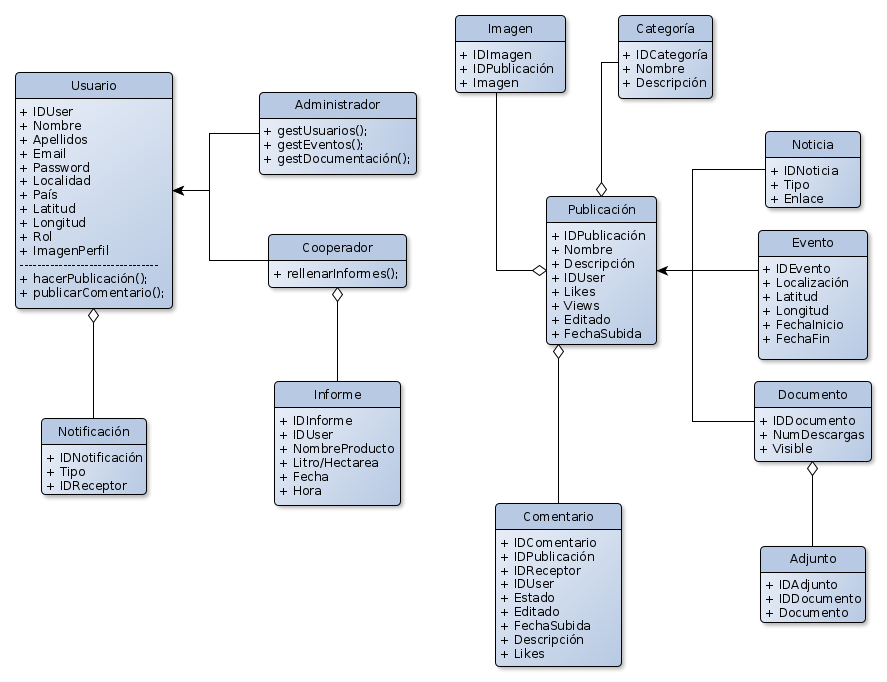 Usuario
+ IDUser
+ Nombre
+ Apellidos
+ Email
+ Password
+ Localidad
+ País
+ Latitud
+ Longitud
+ Rol
+ ImagenPerfil
+ hacerPublicación();
+ publicarComentario();
Administrador
+ gestUsuarios();
+ gestEventos();
+ gestDocumentación();
Cooperador
+ rellenarInformes();
Notificación
+ IDNotificación
+ Tipo
+ IDReceptor
Informe
+ IDInforme
+ IDUser
+ NombreProducto
+ Litro/Hectarea
+ Fecha
+ Hora
Imagen
+ IDImagen
+ IDPublicación
+ Imagen
Categoría
+ IDCategoría
+ Nombre
+ Descripción
Publicación
+ IDPublicación
+ Nombre
+ Descripción
+ IDUser
+ Likes
+ Views
+ Editado
+ FechaSubida
Noticia
+ IDNoticia
+ Tipo
+ Enlace
Evento
+ IDEvento
+ Localización
+ Latitud
+ Longitud
+ FechaInicio
+ FechaFin
Documento
+ IDDocumento
+ NumDescargas
+ Visible
Comentario
+ IDComentario
+ IDPublicación
+ IDReceptor
+ IDUser
+ Estado
+ Editado
+ FechaSubida
+ Descripción
+ Likes
Adjunto
+ IDAdjunto
+ IDDocumento
+ Documento